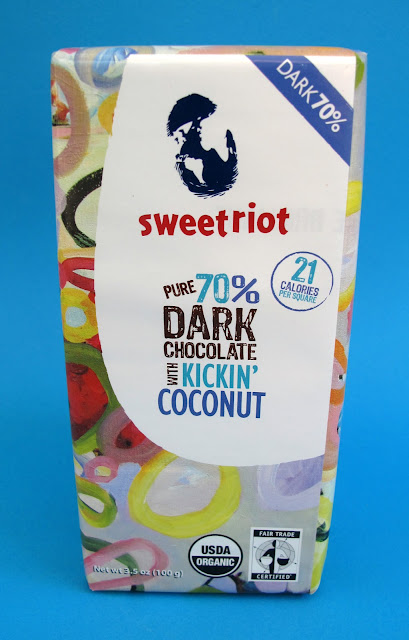 DARK 70%
sweetriot
21
CALORIES
PER SQUARE
PURE 70%
DARK
CHOCOLATE
WITH KICKIN'
COCONUT
Net wt 3.5 oz (100 g)
USDA
ORGANIC
FAIR TRADE
CERTIFIED